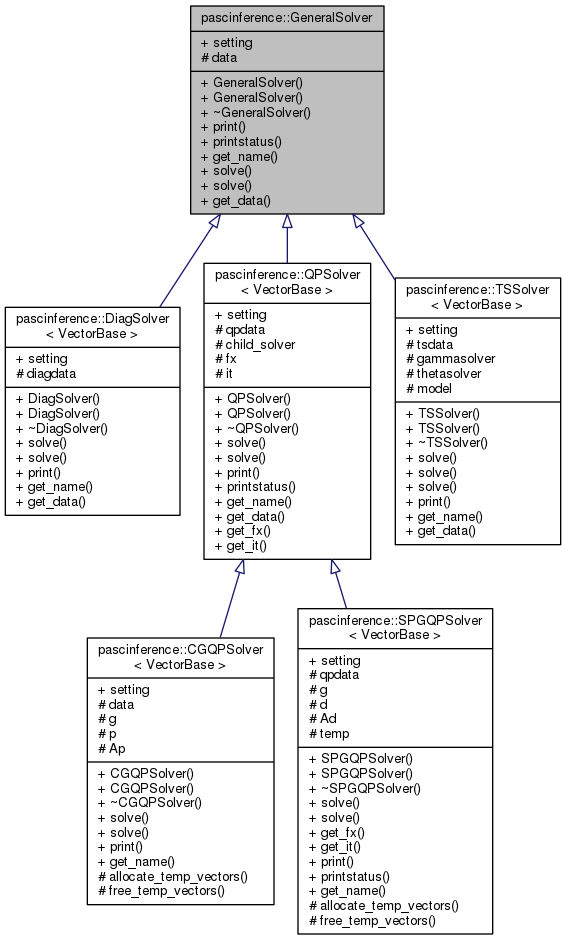 pascinference::GeneralSolver
+ setting
# data
+ GeneralSolver()
+ GeneralSolver()
+ ~GeneralSolver()
+ print()
+ printstatus()
+ get_name()
+ solve()
+ solve()
+ get_data()
pascinference::DiagSolver
< VectorBase >
+ setting
# diagdata
+ DiagSolver()
+ DiagSolver()
+ ~DiagSolver()
+ solve()
+ solve()
+ print()
+ get_name()
+ get_data()
pascinference::QPSolver
< VectorBase >
+ setting
# qpdata
# child_solver
# fx
# it
+ QPSolver()
+ QPSolver()
+ ~QPSolver()
+ solve()
+ solve()
+ print()
+ printstatus()
+ get_name()
+ get_data()
+ get_fx()
+ get_it()
pascinference::TSSolver
< VectorBase >
+ setting
# tsdata
# gammasolver
# thetasolver
# model
+ TSSolver()
+ TSSolver()
+ ~TSSolver()
+ solve()
+ solve()
+ solve()
+ print()
+ get_name()
+ get_data()
pascinference::CGQPSolver
< VectorBase >
+ setting
# data
# g
# p
# Ap
+ CGQPSolver()
+ CGQPSolver()
+ ~CGQPSolver()
+ solve()
+ solve()
+ print()
+ get_name()
# allocate_temp_vectors()
# free_temp_vectors()
pascinference::SPGQPSolver
< VectorBase >
+ setting
# qpdata
# g
# d
# Ad
# temp
+ SPGQPSolver()
+ SPGQPSolver()
+ ~SPGQPSolver()
+ solve()
+ solve()
+ get_fx()
+ get_it()
+ print()
+ printstatus()
+ get_name()
# allocate_temp_vectors()
# free_temp_vectors()